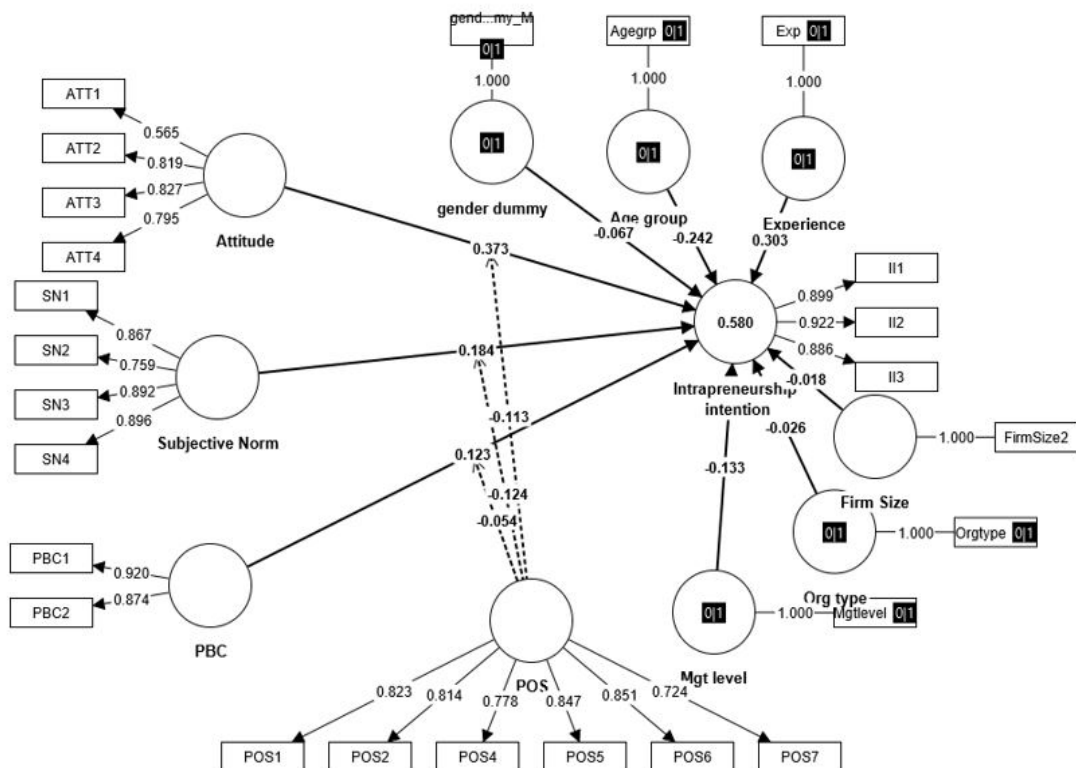 gend...my_M
0|1
Agegrp 0|1
Exp 0|1
1.000
1.000
1.000
0|1
0|1
0|1
gender dummy
Age group
Experience
-0.067
-0.242
0.303
ATT1
ATT2
ATT3
ATT4
0.565
0.819
0.827
0.795
Attitude
0.373
SN1
SN2
SN3
SN4
0.867
0.759
0.892
0.896
Subjective Norm
0.184
0.580
Intrapreneurship
intention
0.899
0.922
0.886
II1
II2
II3
-0.018
1.000
FirmSize2
Firm Size
-0.026
0|1
1.000
Orgtype 0|1
Org type
-0.133
0|1
1.000
Mgtlevel 0|1
Mgt level
PBC1
PBC2
0.920
0.874
PBC
0.123
-0.113
-0.124
-0.054
POS
0.823
0.814
0.778
0.847
0.851
0.724
POS1
POS2
POS4
POS5
POS6
POS7